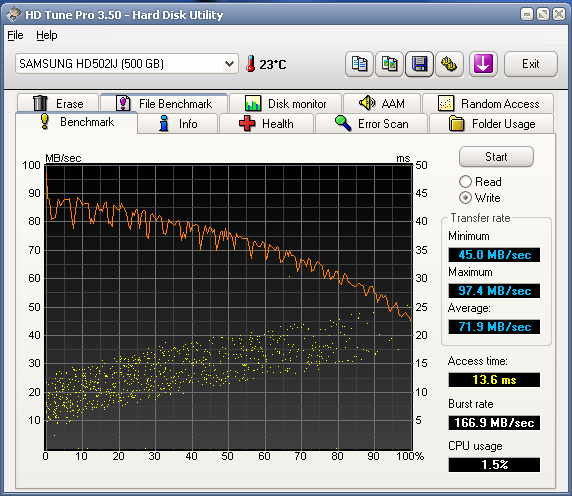 HD Tune Pro 3.50 - Hard Disk Utility
File Help
SAMSUNG HD502IJ (500 GB) 23°C Exit
Erase File Benchmark Disk monitor AAM Random Access
Benchmark Info Health Error Scan Folder Usage
MB/sec ms
100 50
90 45
80 40
70 35
60 30
50 25
40 20
30 15
20 10
10 5
0 10 20 30 40 50 60 70 80 90 100%
Start
Read
Write
Transfer rate
Minimum
45.0 MB/sec
Maximum
97.4 MB/sec
Average:
71.9 MB/sec
Access time:
13.6 ms
Burst rate
166.9 MB/sec
CPU usage
1.5%